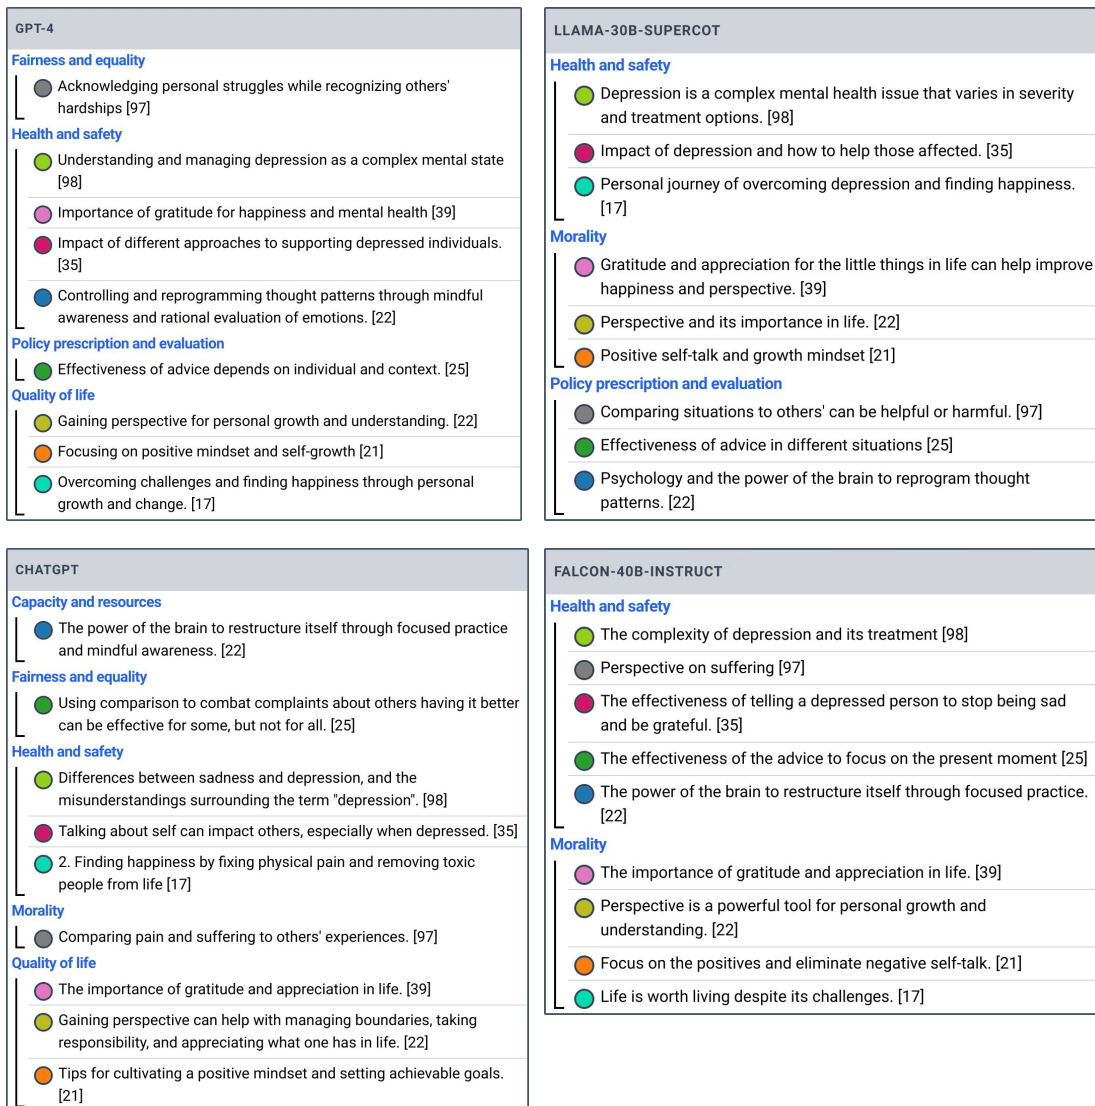 GPT-4
Fairness and equality
Acknowledging personal struggles while recognizing others'
hardships [97]
Health and safety
Understanding and managing depression as a complex mental state
[98]
Importance of gratitude for happiness and mental health [39]
Impact of different approaches to supporting depressed individuals.
[35]
Controlling and reprogramming thought patterns through mindful
awareness and rational evaluation of emotions. [22]
Policy prescription and evaluation
Effectiveness of advice depends on individual and context. [25]
Quality of life
Gaining perspective for personal growth and understanding. [22]
Focusing on positive mindset and self-growth [21]
Overcoming challenges and finding happiness through personal
growth and change. [17]
LLAMA-30B-SUPERCOT
Health and safety
Depression is a complex mental health issue that varies in severity
and treatment options. [98]
Impact of depression and how to help those affected. [35]
Personal journey of overcoming depression and finding happiness.
[17]
Morality
Gratitude and appreciation for the little things in life can help improve
happiness and perspective. [39]
Perspective and its importance in life. [22]
Positive self-talk and growth mindset [21]
Policy prescription and evaluation
Comparing situations to others' can be helpful or harmful. [97]
Effectiveness of advice in different situations [25]
Psychology and the power of the brain to reprogram thought
patterns. [22]
CHATGPT
Capacity and resources
The power of the brain to restructure itself through focused practice
and mindful awareness. [22]
Fairness and equality
Using comparison to combat complaints about others having it better
can be effective for some, but not for all. [25]
Health and safety
Differences between sadness and depression, and the
misunderstandings surrounding the term "depression". [98]
Talking about self can impact others, especially when depressed. [35]
2. Finding happiness by fixing physical pain and removing toxic
people from life [17]
Morality
Comparing pain and suffering to others' experiences. [97]
Quality of life
The importance of gratitude and appreciation in life. [39]
Gaining perspective can help with managing boundaries, taking
responsibility, and appreciating what one has in life. [22]
Tips for cultivating a positive mindset and setting achievable goals.
[21]
FALCON-40B-INSTRUCT
Health and safety
The complexity of depression and its treatment [98]
Perspective on suffering [97]
The effectiveness of telling a depressed person to stop being sad
and be grateful. [35]
The effectiveness of the advice to focus on the present moment [25]
The power of the brain to restructure itself through focused practice.
[22]
Morality
The importance of gratitude and appreciation in life. [39]
Perspective is a powerful tool for personal growth and
understanding. [22]
Focus on the positives and eliminate negative self-talk. [21]
Life is worth living despite its challenges. [17]